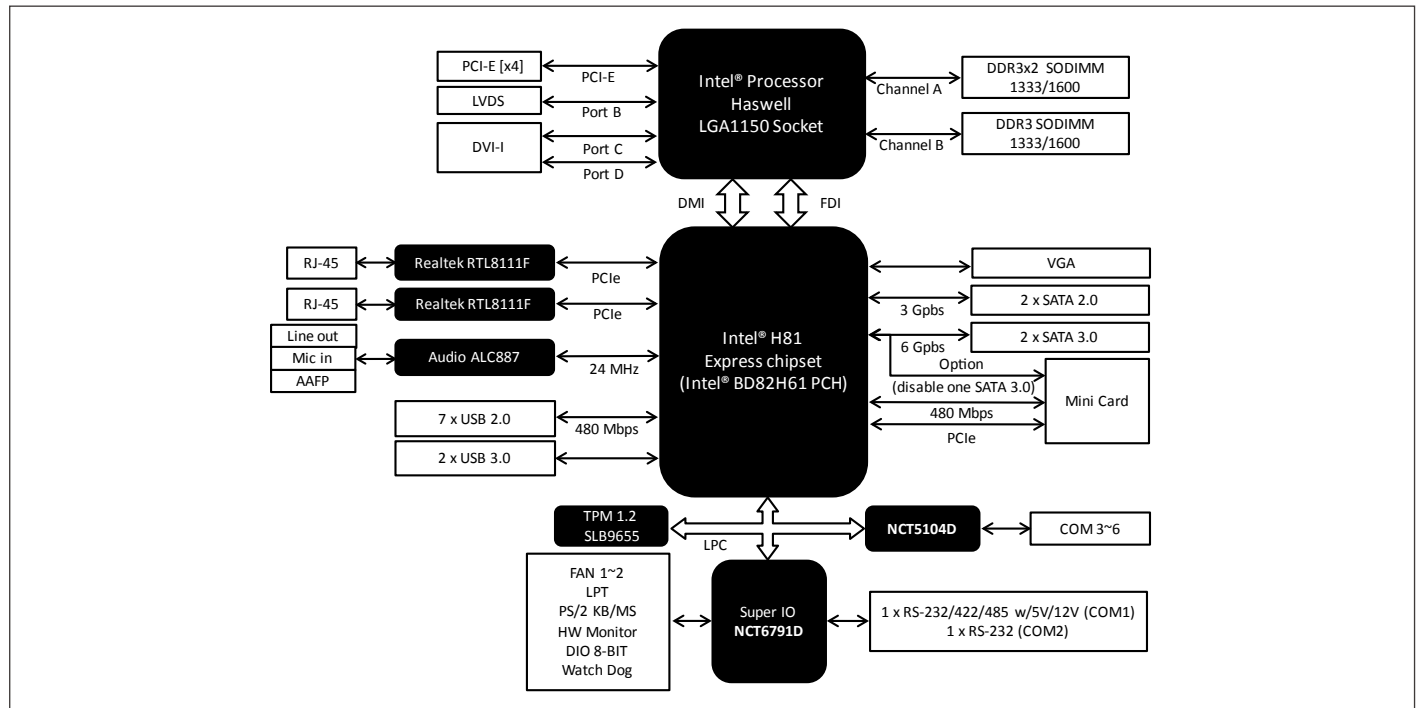 PCI-E [x4]
PCI-E
LVDS
Port B
DVI-I
Port C
Port D
Intel® Processor
Haswell
LGA1150 Socket
Channel A
DDR3x2 SODIMM
1333/1600
Channel B
DDR3 SODIMM
1333/1600
DMI
FDI
RJ-45
Realtek RTL8111F
PCIe
RJ-45
Realtek RTL8111F
PCIe
Line out
Mic in
AAFP
Audio ALC887
24 MHz
7 x USB 2.0
480 Mbps
2 x USB 3.0
Intel® H81
Express chipset
(Intel® BD82H61 PCH)
VGA
3 Gpbs
2 x SATA 2.0
6 Gpbs
2 x SATA 3.0
Option
(disable one SATA 3.0)
480 Mbps
PCIe
Mini Card
TPM 1.2
SLB9655
LPC
NCT5104D
COM 3~6
FAN 1~2
LPT
PS/2 KB/MS
HW Monitor
DIO 8-BIT
Watch Dog
Super IO
NCT6791D
1 x RS-232/422/485 w/5V/12V (COM1)
1 x RS-232 (COM2)